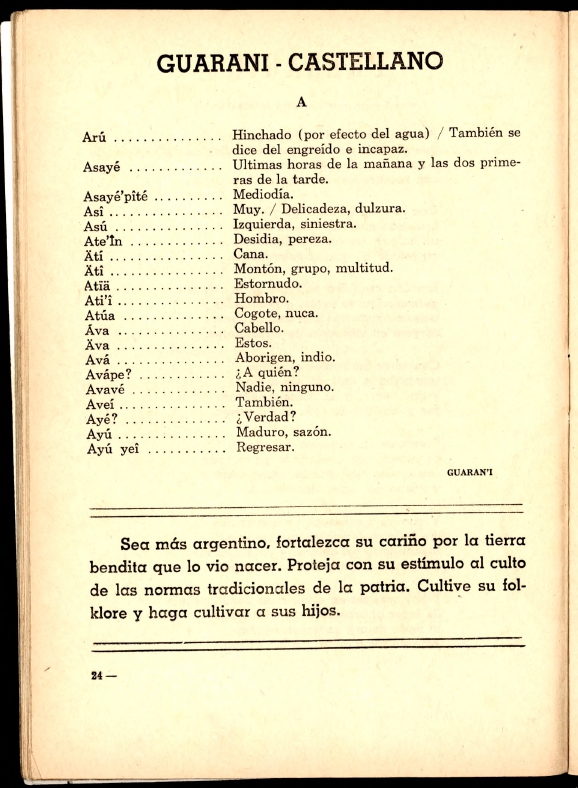 GUARANI - CASTELLANO
A
Arú ............... Hinchado (por efecto del agua) / También se
dice del engreído e incapaz.
Asayé ............. Ultimas horas de la mañana y las dos prime-
ras de la tarde.
Asayé'pîté .......... Mediodía.
Asî ............... Muy. / Delicadeza, dulzura.
Asú .............. Izquierda, siniestra.
Ate'În ............. Desidia, pereza.
Ätí ............... Cana.
Ätî ............... Montón, grupo, multitud.
Atïä .............. Estornudo.
Ati'î .............. Hombro.
Atúa .............. Cogote, nuca.
Áva .............. Cabello.
Äva .............. Estos.
Avá .............. Aborigen, indio.
Avápe? ........... ¿A quién?
Avavé ............ Nadie, ninguno.
Aveí .............. También.
Ayé? ............. ¿Verdad?
Ayú .............. Maduro, sazón.
Ayú yeî .......... Regresar.
GUARAN'I
Sea más argentino, fortalezca su cariño por la tierra
bendita que lo vio nacer. Proteja con su estímulo al culto
de las normas tradicionales de la patria. Cultive su fol-
klore y haga cultivar a sus hijos.
24 —